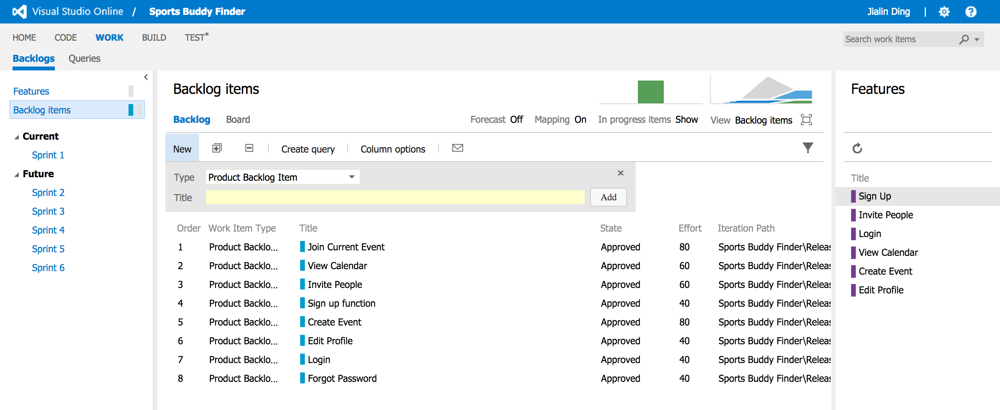 Visual Studio Online / Sports Buddy Finder
Jialin Ding |
HOME CODE WORK BUILD TEST*
Search work items
Backlogs Queries
Features
Backlog items
Current
Sprint 1
Future
Sprint 2
Sprint 3
Sprint 4
Sprint 5
Sprint 6
Backlog items
Backlog Board Forecast Off Mapping On In progress items Show View Backlog items
New Create query Column options
Type Product Backlog Item
Title Add
Order Work Item Type Title State Effort Iteration Path
1 Product Backlo... Join Current Event Approved 80 Sports Buddy Finder\Releas
2 Product Backlo... View Calendar Approved 60 Sports Buddy Finder\Releas
3 Product Backlo... Invite People Approved 60 Sports Buddy Finder\Releas
4 Product Backlo... Sign up function Approved 40 Sports Buddy Finder\Releas
5 Product Backlo... Create Event Approved 80 Sports Buddy Finder\Releas
6 Product Backlo... Edit Profile Approved 40 Sports Buddy Finder\Releas
7 Product Backlo... Login Approved 40 Sports Buddy Finder\Releas
8 Product Backlo... Forgot Password Approved 40 Sports Buddy Finder\Releas
Features
Title
Sign Up
Invite People
Login
View Calendar
Create Event
Edit Profile